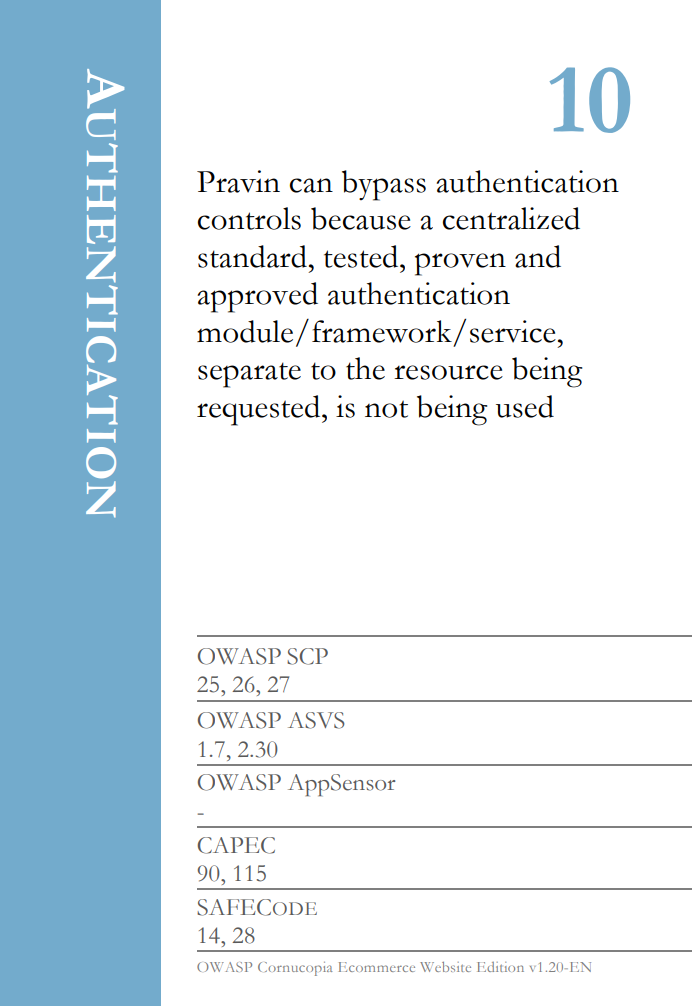 AUTHENTICATION
10
Pravin can bypass authentication
controls because a centralized
standard, tested, proven and
approved authentication
module/framework/service,
separate to the resource being
requested, is not being used
OWASP SCP
25, 26, 27
OWASP ASVS
1.7, 2.30
OWASP AppSensor
-
CAPEC
90, 115
SAFECODE
14, 28
OWASP Cornucopia Ecommerce Website Edition v1.20-EN